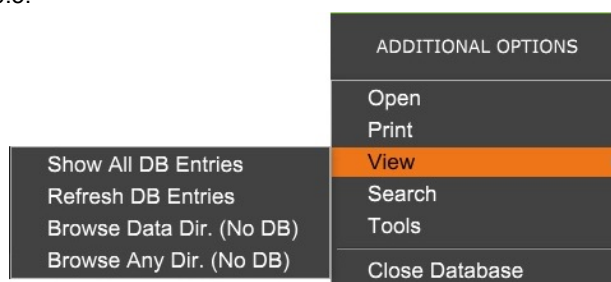 ADDITIONAL OPTIONS
Open
Print
View
Search
Tools
Close Database
Show All DB Entries
Refresh DB Entries
Browse Data Dir. (No DB)
Browse Any Dir. (No DB)